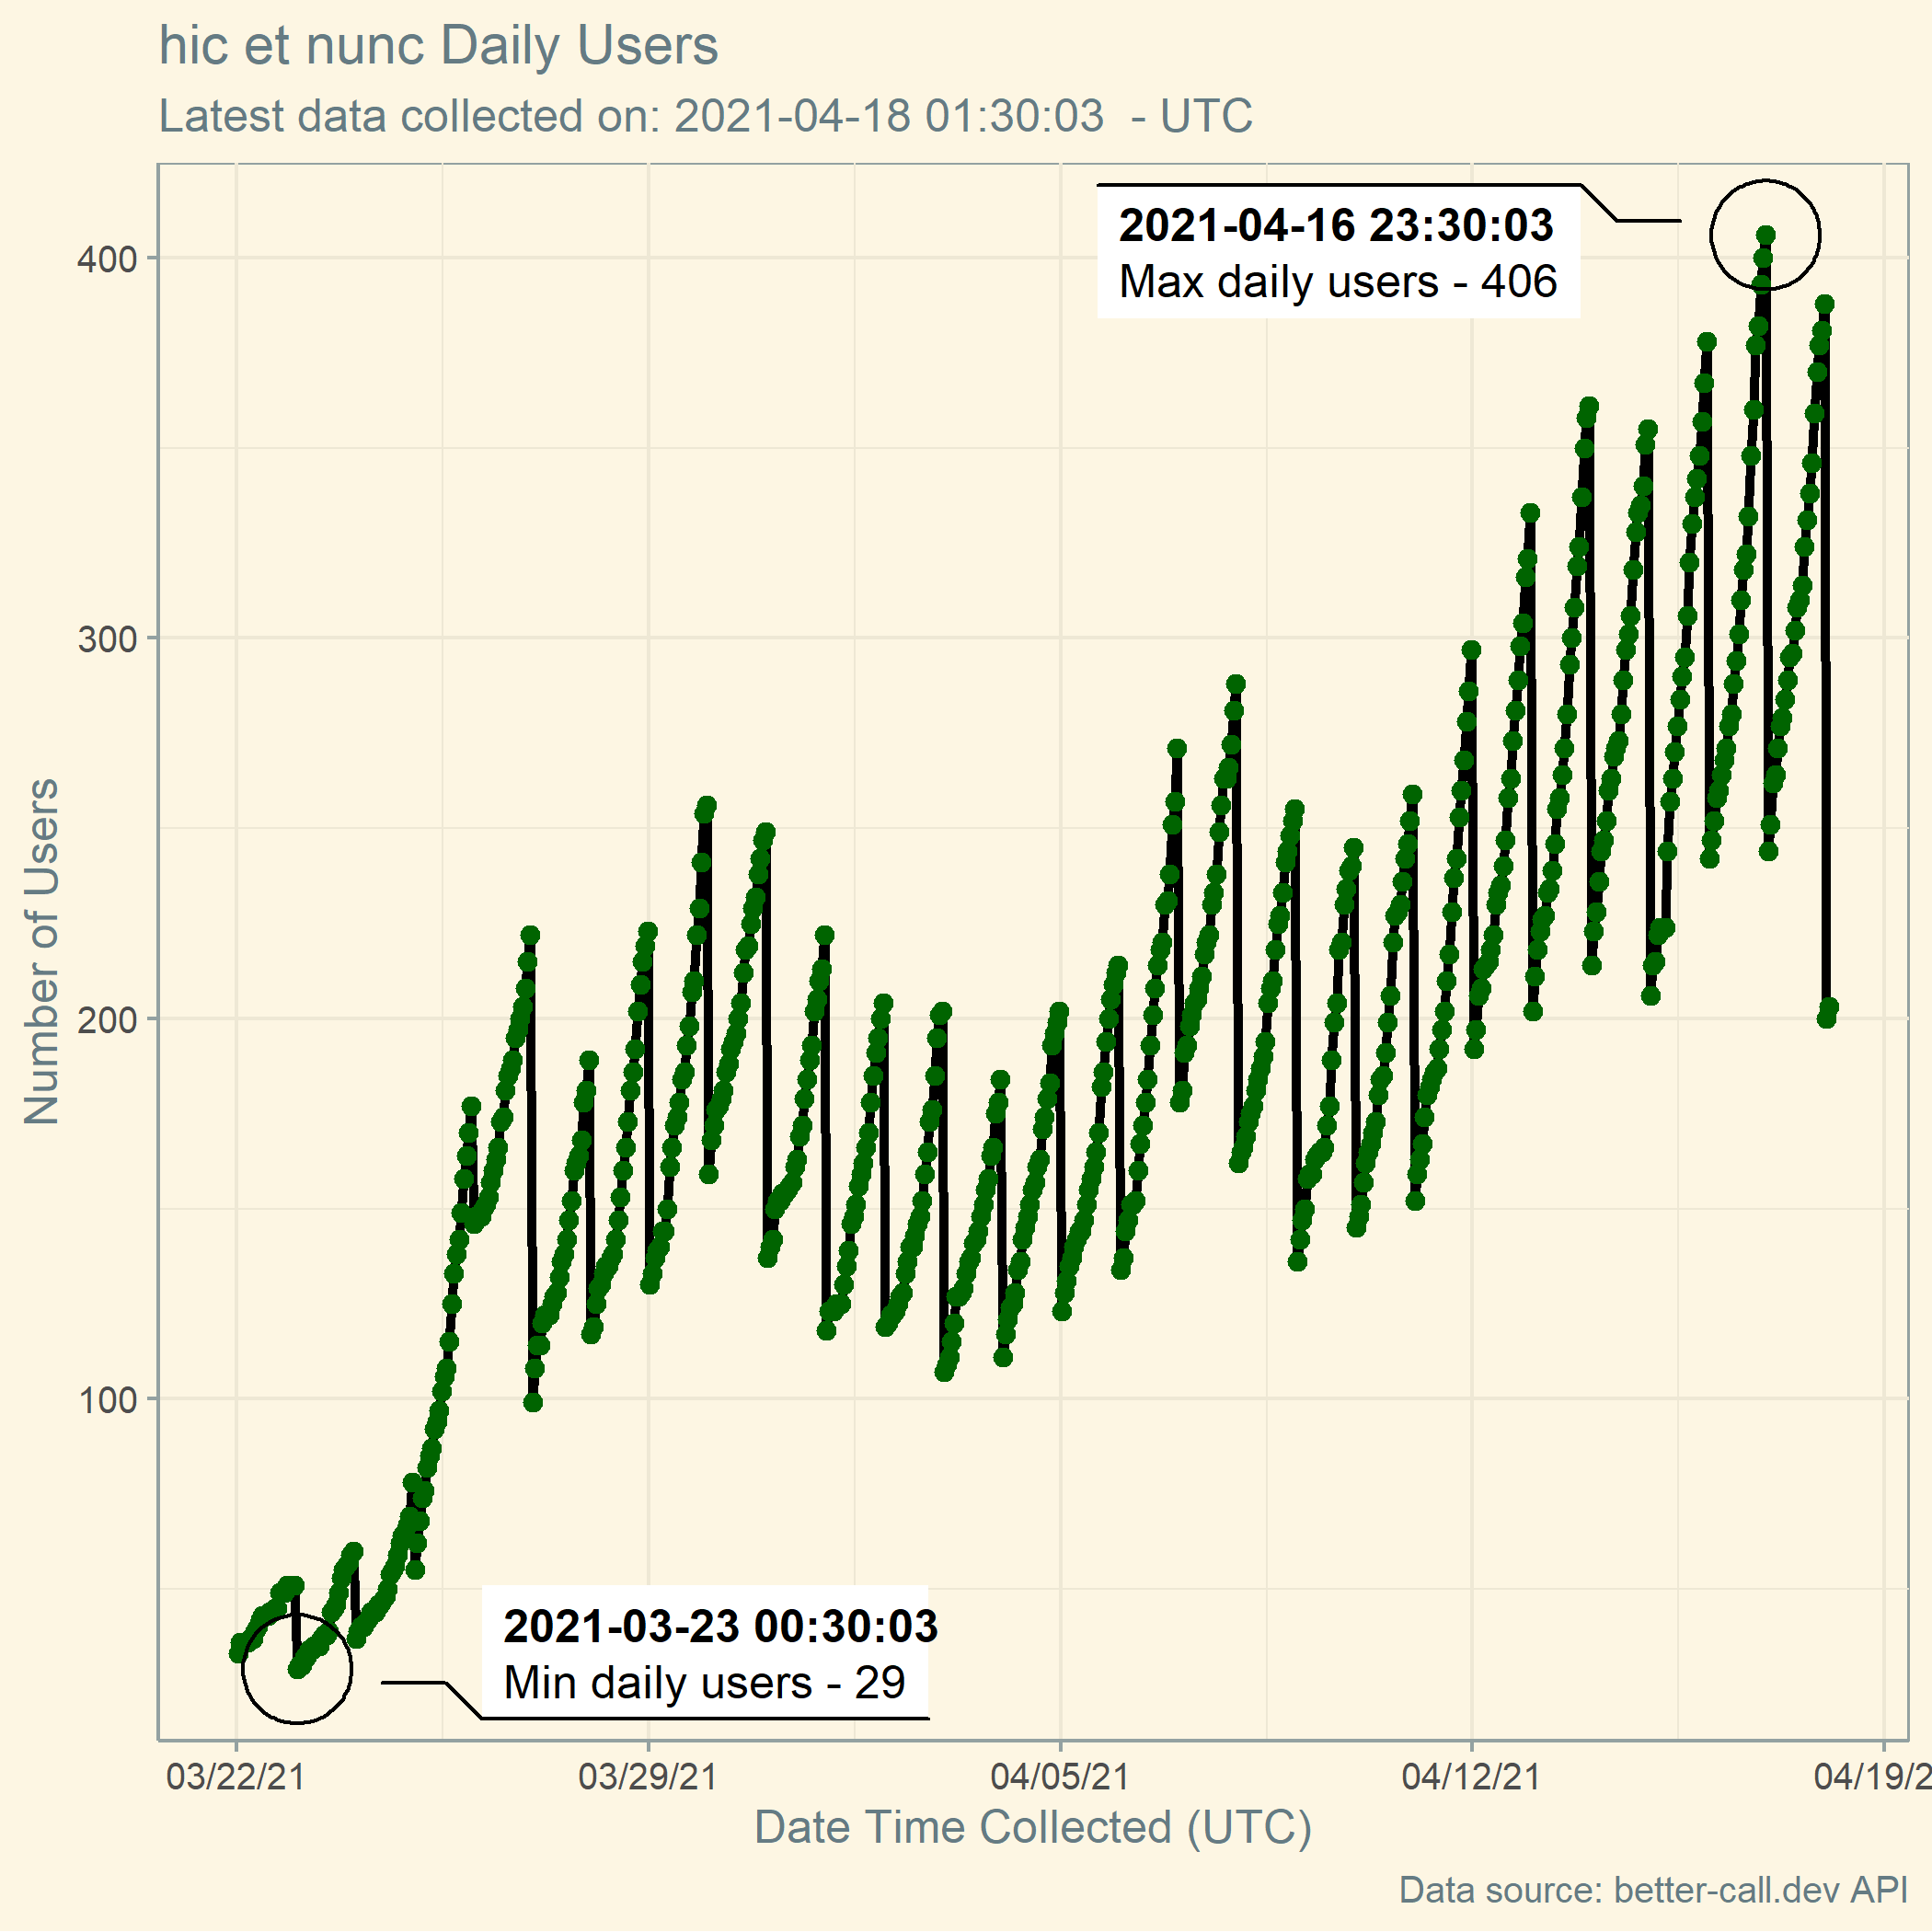 hic et nunc Daily Users
Latest data collected on: 2021-04-18 01:30:03  - UTC
2021-04-16 23:30:03
Max daily users - 406
400
300
200
100
Number of Users
2021-03-23 00:30:03
Min daily users - 29
03/22/21 03/29/21 04/05/21 04/12/21 04/19/2
Date Time Collected (UTC)
Data source: better-call.dev API